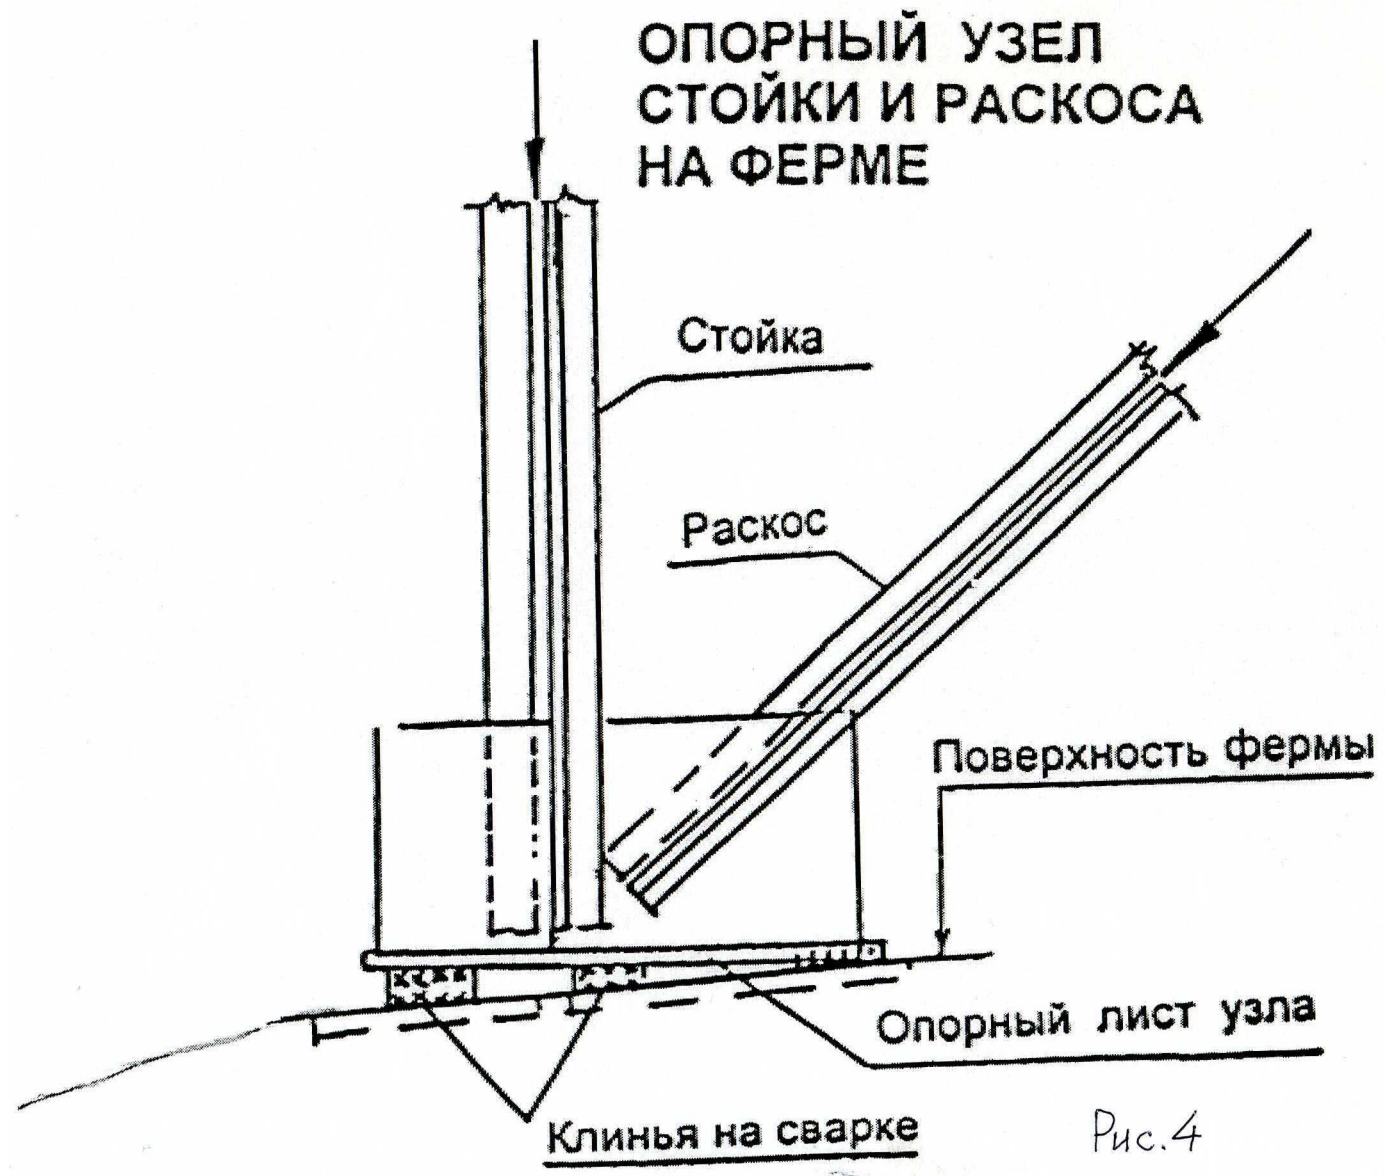 ОПОРНЫЙ УЗЕЛ
СТОЙКИ И РАСКОСА
НА ФЕРМЕ
Стойка
Раскос
Поверхность фермы
Опорный лист узла
Клинья на сварке
Рис.4